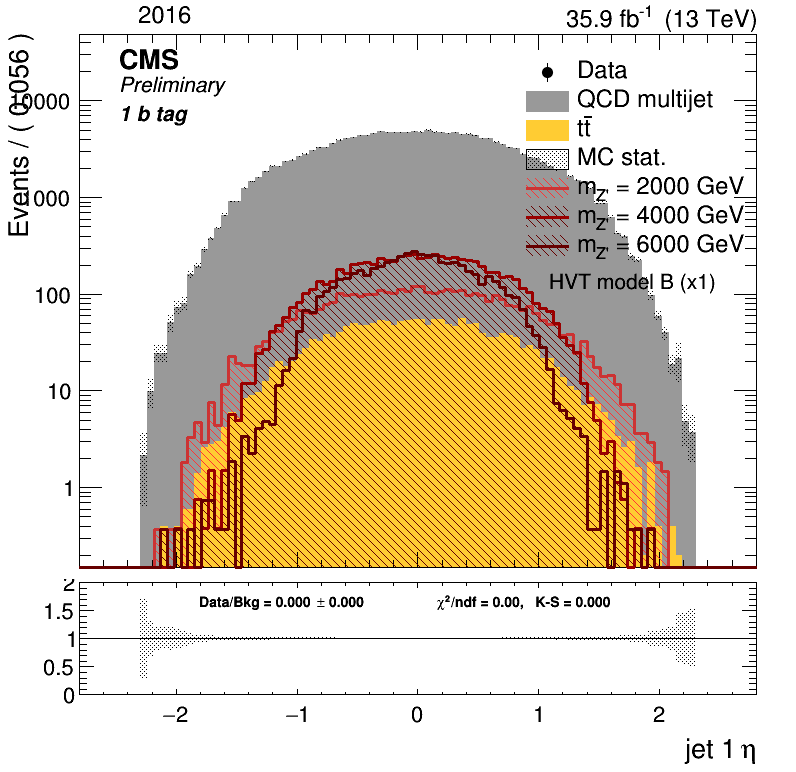 2016
35.9 fb⁻¹ (13 TeV)
CMS
Preliminary
1 b tag
Data
QCD multijet
tt̄
MC stat.
m_Z' = 2000 GeV
m_Z' = 4000 GeV
m_Z' = 6000 GeV
HVT model B (x1)
Events / ( 0.056 )
10000
1000
100
10
1
Data/Bkg = 0.000 ± 0.000
χ²/ndf = 0.00, K-S = 0.000
2
1.5
1
0.5
0
−2
−1
0
1
2
jet 1 η